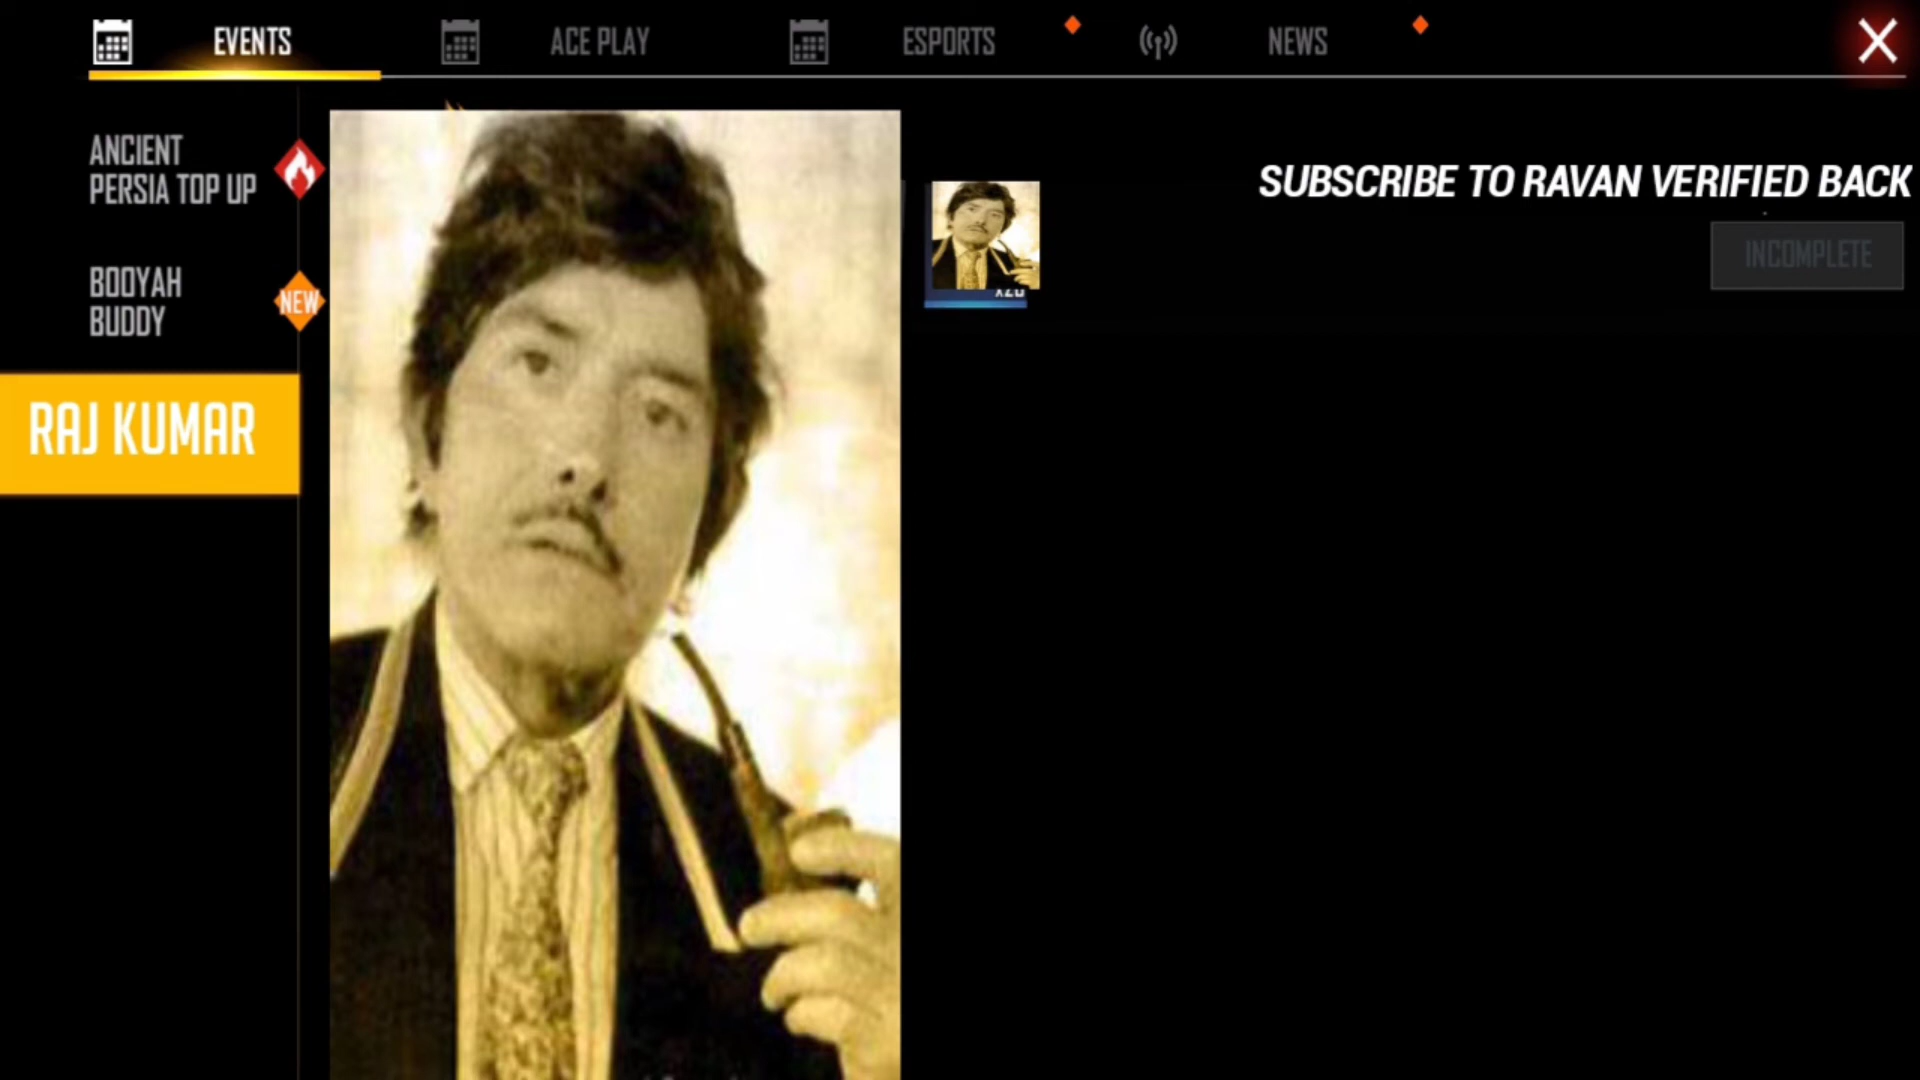 EVENTS
ACE PLAY
ESPORTS
NEWS
ANCIENT
PERSIA TOP UP
BOOYAH
BUDDY
NEW
RAJ KUMAR
SUBSCRIBE TO RAVAN VERIFIED BACK
INCOMPLETE